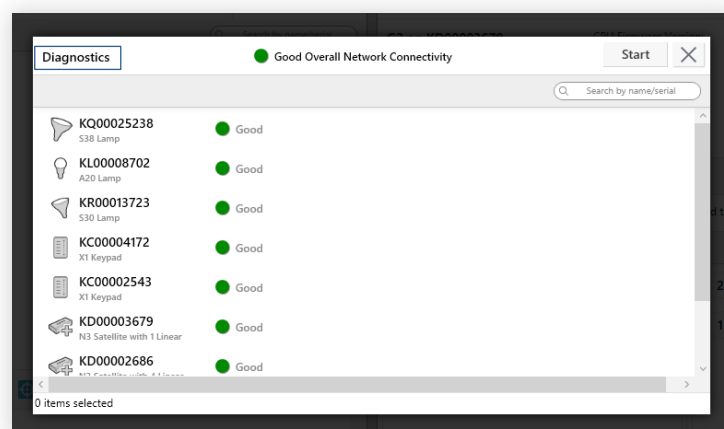 Diagnostics
Good Overall Network Connectivity
Start
Search by name/serial
KQ00025238
S38 Lamp
Good
KL00008702
A20 Lamp
Good
KR00013723
S30 Lamp
Good
KC00004172
X1 Keypad
Good
KC00002543
X1 Keypad
Good
KD00003679
N3 Satellite with 1 Linear
Good
KD00002686
Good
0 items selected